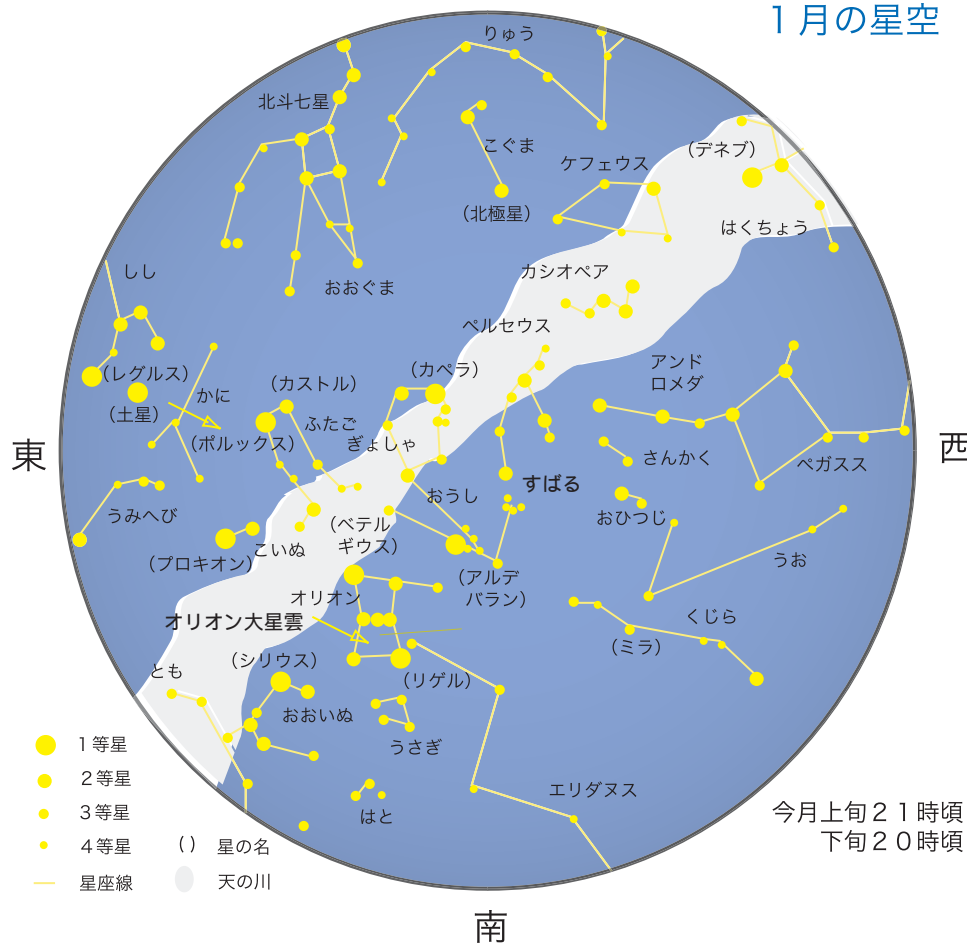 １月の星空
りゅう
北斗七星
こぐま
(デネブ)
ケフェウス
(北極星)
はくちょう
しし
カシオペア
おおぐま
ペルセウス
アンド
ロメダ
(レグルス)
(カペラ)
(カストル)
(土星)
かに
ふたご
(ポルックス)
ぎょしゃ
東
西
さんかく
ペガスス
おうし
すばる
うみへび
おひつじ
(ベテル
ギウス)
(プロキオン)
こいぬ
うお
(アルデ
バラン)
オリオン
オリオン大星雲
くじら
(ミラ)
とも
(シリウス)
(リゲル)
おおいぬ
うさぎ
エリダヌス
はと
１等星
２等星
３等星
４等星
星座線
( ) 星の名
天の川
今月上旬２１時頃
下旬２０時頃
南